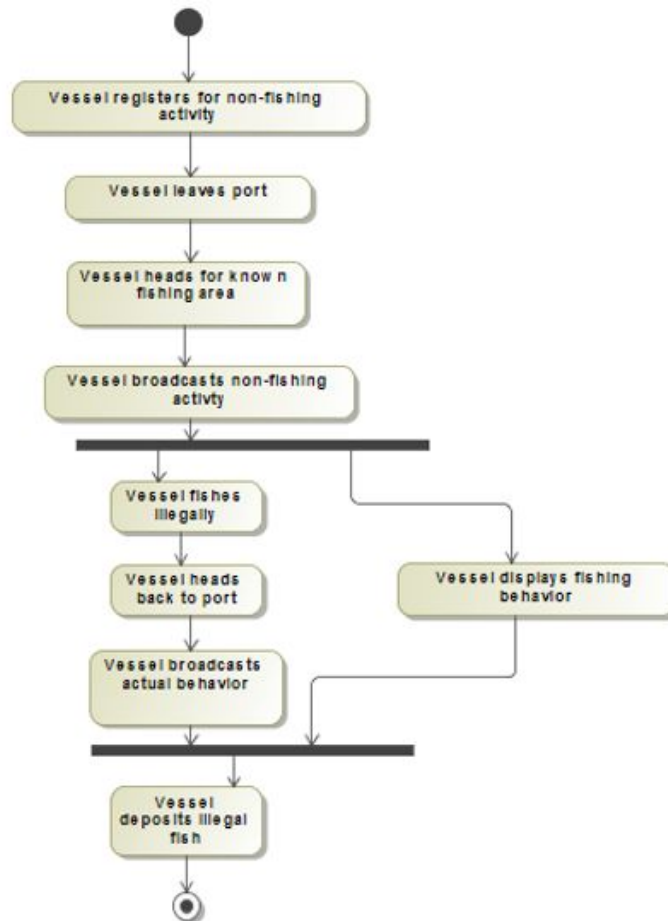 Vessel registers for non-fishing
activity
Vessel leaves port
Vessel heads for known
fishing area
Vessel broadcasts non-fishing
activty
Vessel fishes
illegally
Vessel heads
back to port
Vessel broadcasts
actual behavior
Vessel displays fishing
behavior
Vessel
deposits illegal
fish